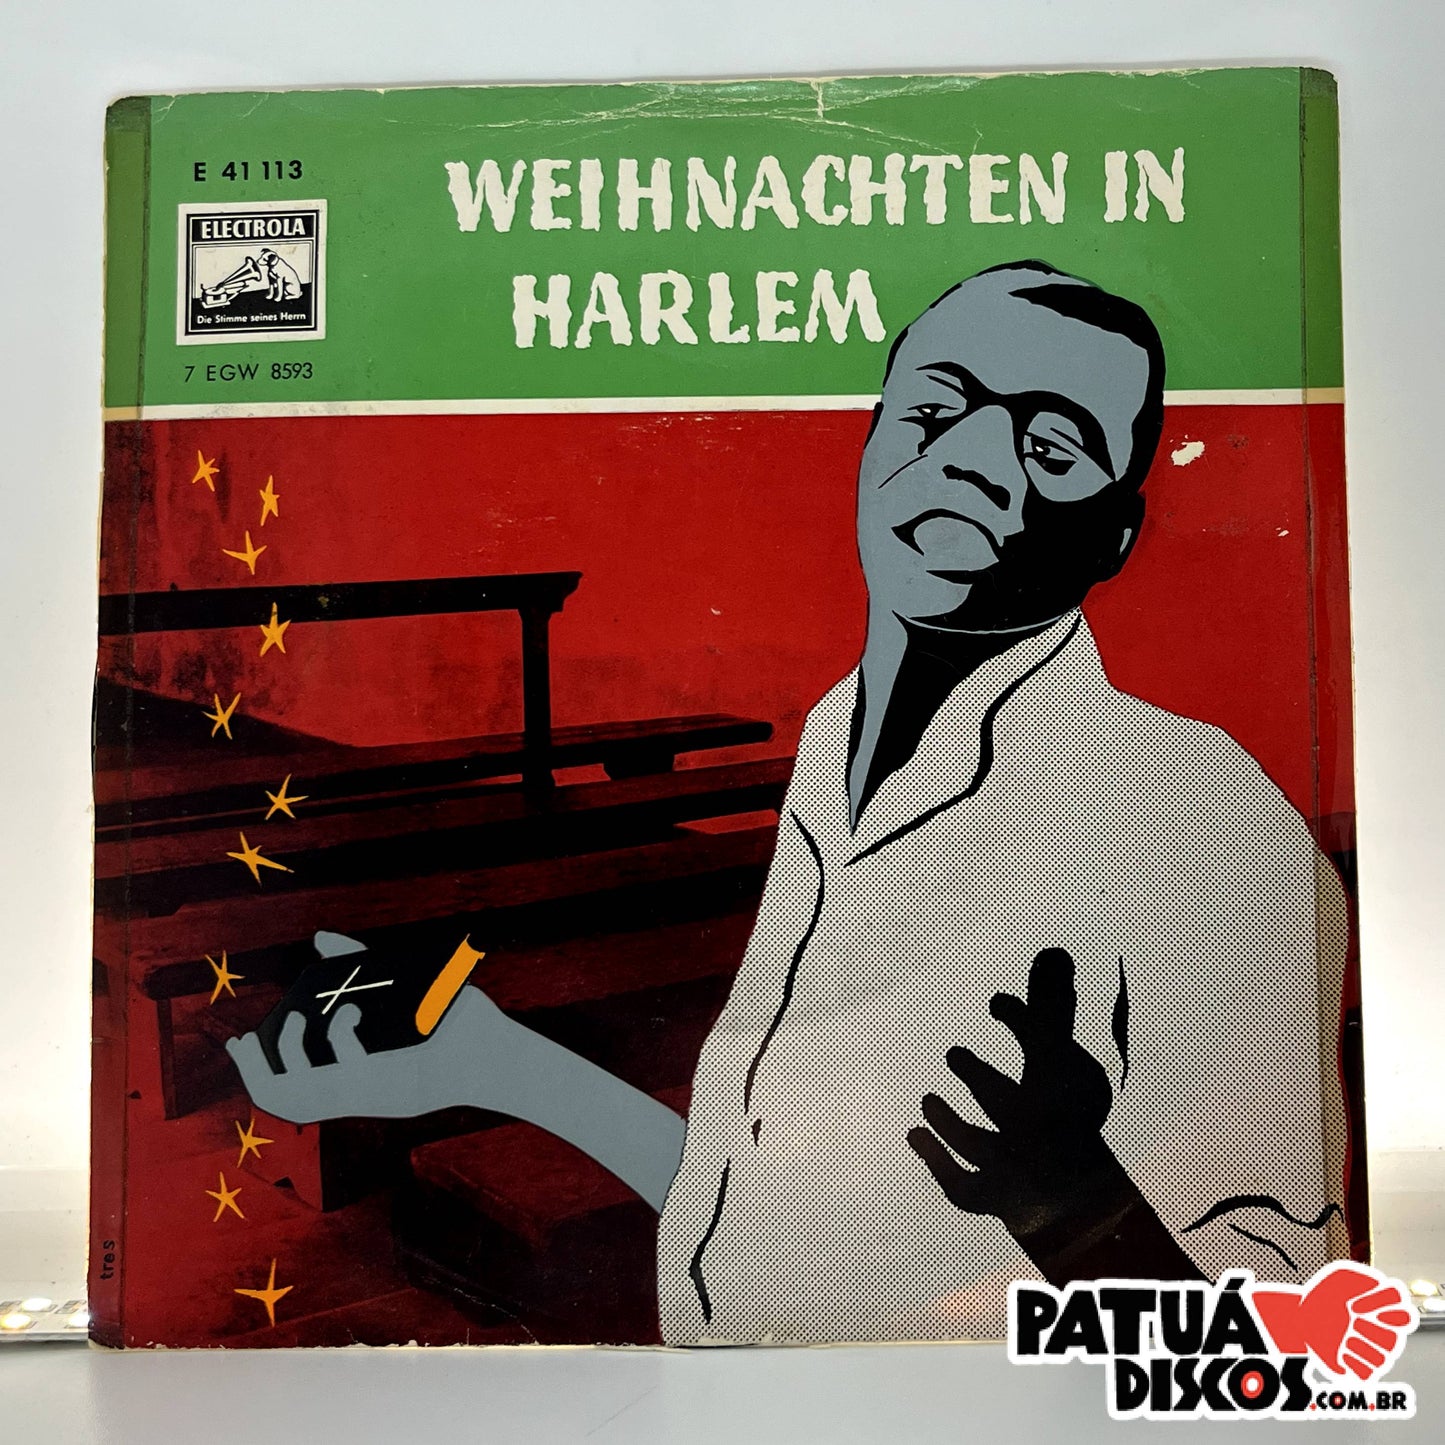 E 41 113
ELECTROLA
Die Stimme seines Herrn
7 EGW 8593
WEIHNACHTEN IN
HARLEM
tres
PATUÁ
DISCOS.COM.BR